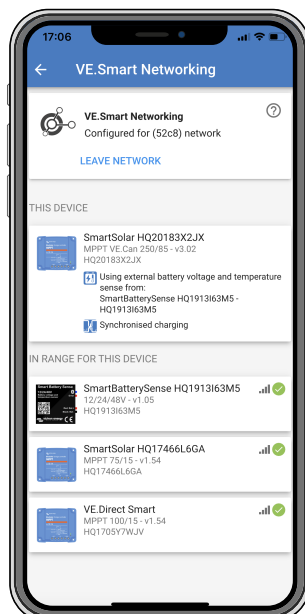 17:06
VE.Smart Networking
VE.Smart Networking
Configured for (52c8) network
LEAVE NETWORK
THIS DEVICE
SmartSolar HQ20183X2JX
MPPT VE.Can 250/85 - v3.02
HQ20183X2JX
Using external battery voltage and temperature
sense from:
SmartBatterySense HQ1913I63M5 -
HQ1913I63M5
Synchronised charging
IN RANGE FOR THIS DEVICE
Smart Battery Sense
SmartBatterySense HQ1913I63M5
12/24/48V - v1.05
HQ1913I63M5
SmartSolar HQ17466L6GA
MPPT 75/15 - v1.54
HQ17466L6GA
VE.Direct Smart
MPPT 100/15 - v1.54
HQ1705Y7WJV